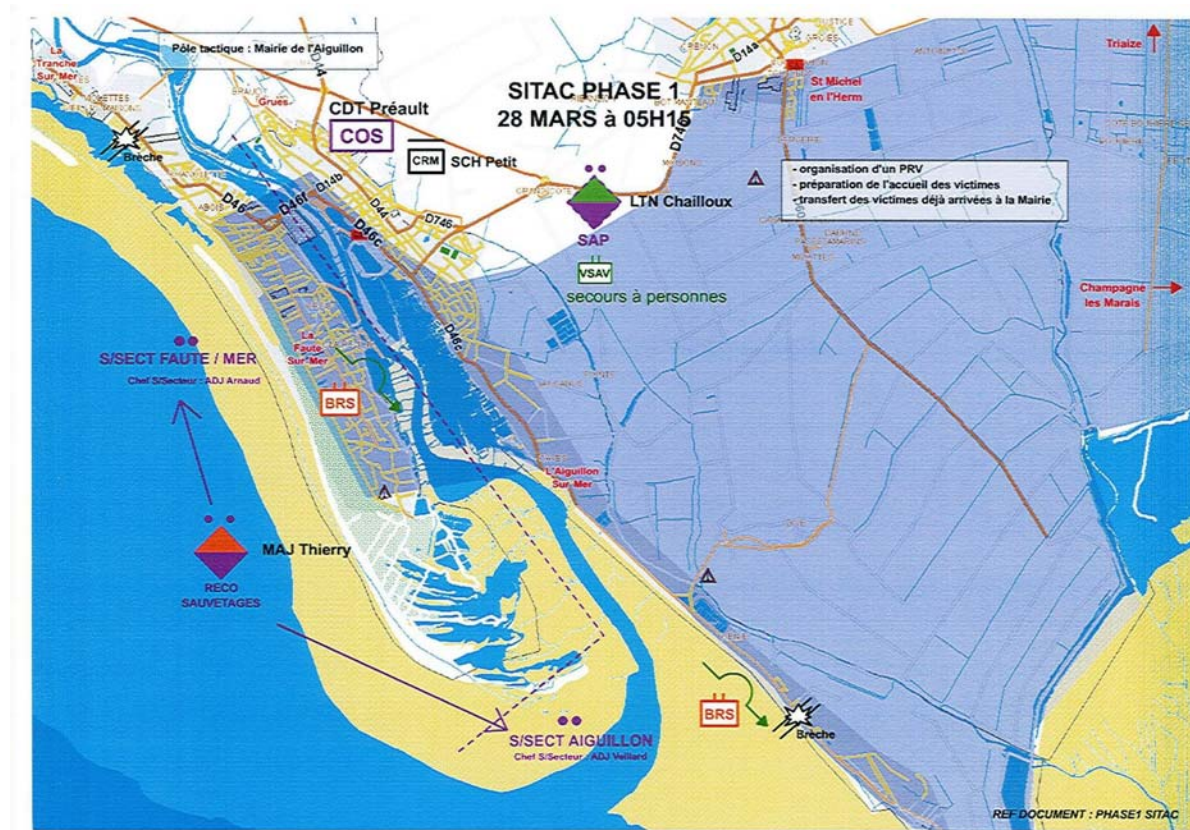 Pôle tactique : Mairie de l'Aiguillon
La
Tranche
Sur Mer
Grues
D44
CDT Préault
COS
SITAC PHASE 1
28 MARS à 05H15
CRM
SCH Petit
D14a
D746
St Michel
en l'Herm
Triaize
Brèche
D46
D46f
D14b
D44
D746
D46c
LTN Chailloux
SAP
VSAV
secours à personnes
- organisation d'un PRV
- préparation de l'accueil des victimes
- transfert des victimes déjà arrivées à la Mairie
Champagne
les Marais
D46c
La
Faute
Sur Mer
S/SECT FAUTE / MER
Chef S/Secteur : ADJ Arnaud
BRS
L'Aiguillon
Sur Mer
MAJ Thierry
RECO
SAUVETAGES
BRS
Brèche
S/SECT AIGUILLON
Chef S/Secteur : ADJ Veillard
REF DOCUMENT : PHASE1 SITAC